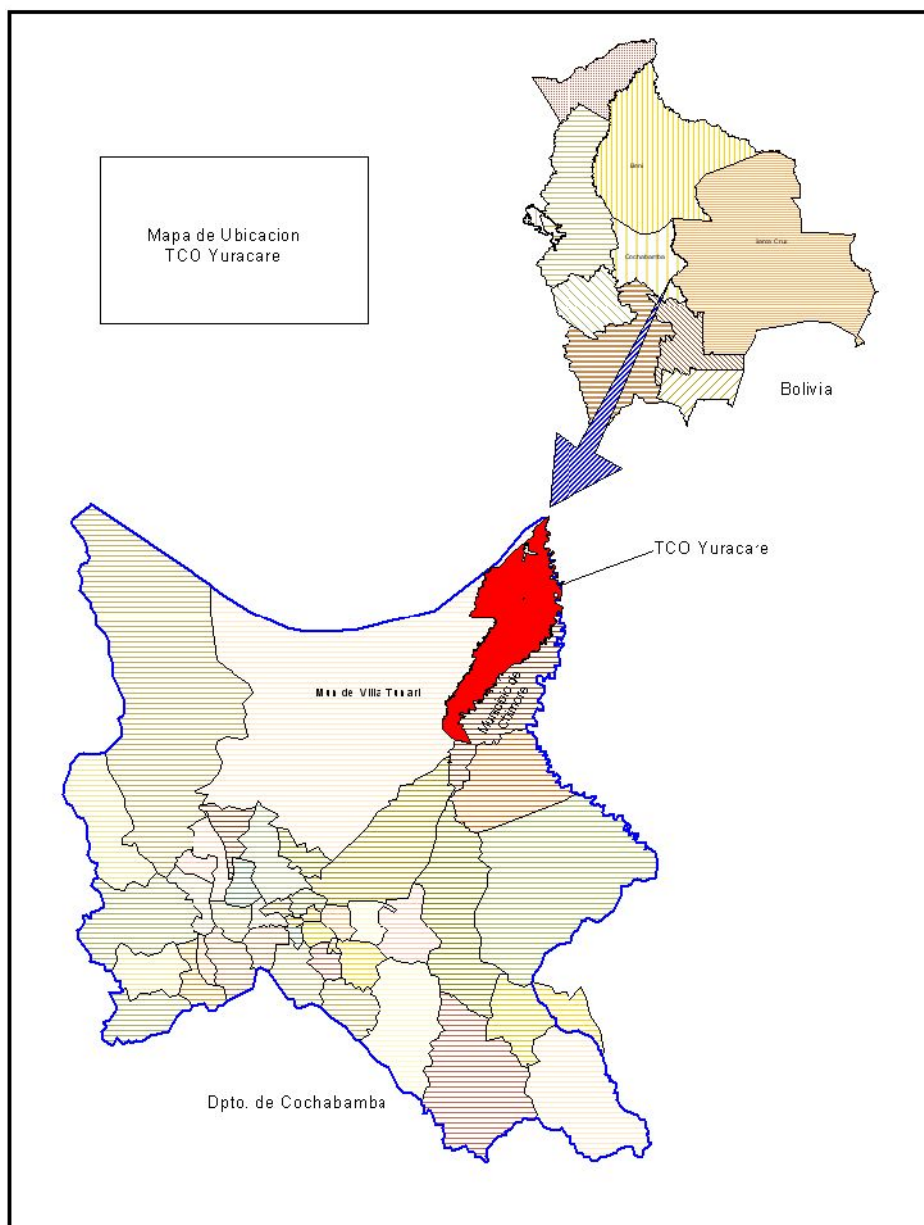 Mapa de Ubicacion
TCO Yuracare
Beni
Santa Cruz
Cochabamba
Bolivia
TCO Yuracare
Mun de Villa Tunari
Municipio de
Chimore
Dpto. de Cochabamba